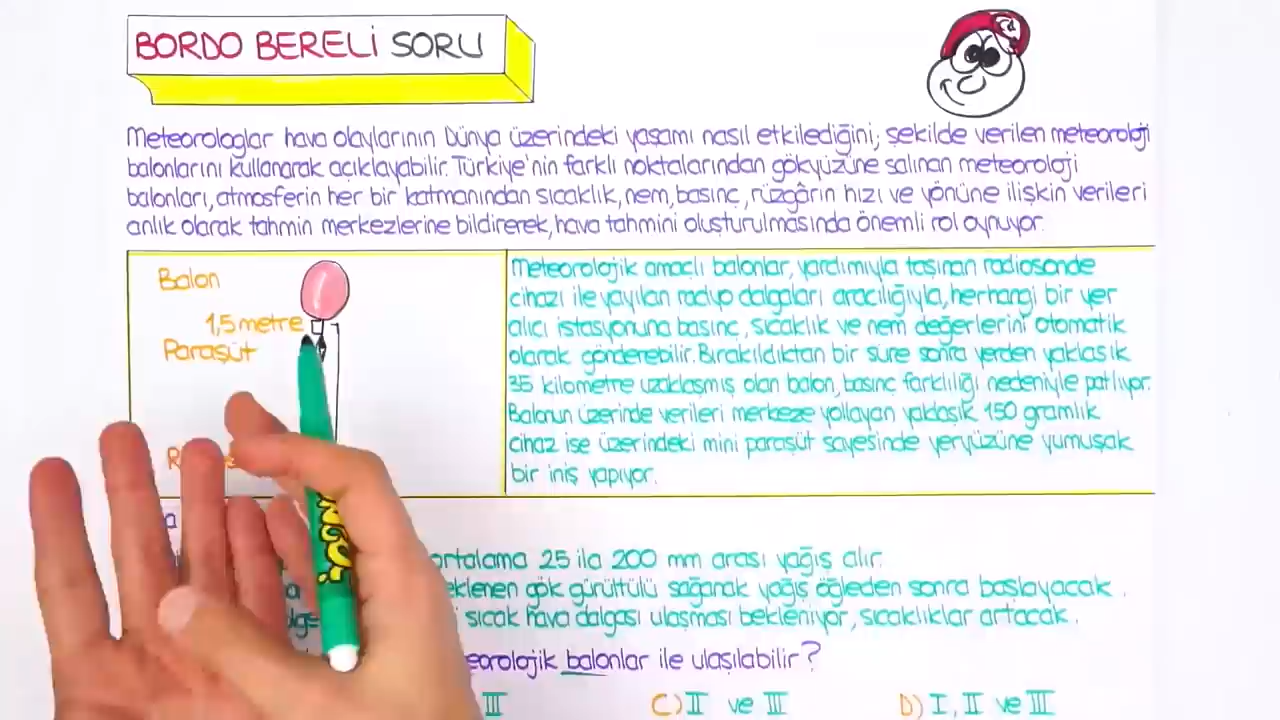 BORDO BERELİ SORU
Meteorologlar hava olaylarının Dünya üzerindeki yaşamı nasıl etkilediğini; şekilde verilen meteoroloji
balonlarını kullanarak açıklayabilir. Türkiye'nin farklı noktalarından gökyüzüne salınan meteoroloji
balonları, atmosferin her bir katmanından sıcaklık, nem, basınç, rüzgârın hızı ve yönüne ilişkin verileri
anlık olarak tahmin merkezlerine bildirerek, hava tahmini oluşturulmasında önemli rol oynuyor.
Balon
1,5 metre
Paraşüt
Meteorolojik amaçlı balonlar, yardımıyla taşınan radiosonde
cihazı ile yayılan radyo dalgaları aracılığıyla, herhangi bir yer
alıcı istasyonuna basınç, sıcaklık ve nem değerlerini otomatik
olarak gönderebilir. Bırakıldıktan bir süre sonra yerden yaklaşık
35 kilometre uzaklaşmış olan balon, basınç farklılığı nedeniyle patlıyor.
Balonun üzerinde verileri merkeze yollayan yaklaşık 150 gramlık
cihaz ise üzerindeki mini paraşüt sayesinde yeryüzüne yumuşak
bir iniş yapıyor.
ortalama 25 ila 200 mm arası yağış alır.
eklenen gök gürültülü sağanak yağış öğleden sonra başlayacak.
sıcak hava dalgası ulaşması bekleniyor, sıcaklıklar artacak.
eorolojik balonlar ile ulaşılabilir?
III
C) II ve III
D) I, II ve III